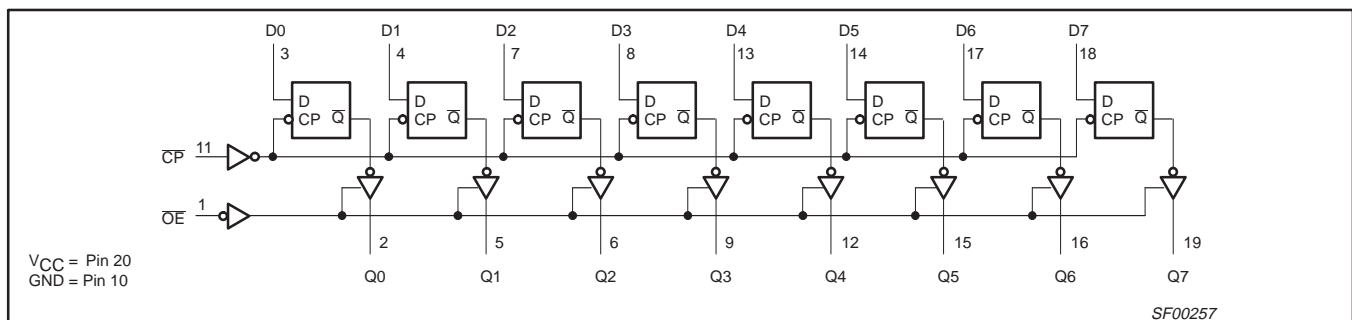 D0 D1 D2 D3 D4 D5 D6 D7
3 4 7 8 13 14 17 18
D D D D D D D D
CP Q̅ CP Q̅ CP Q̅ CP Q̅ CP Q̅ CP Q̅ CP Q̅ CP Q̅
C̅P̅ 11
O̅E̅ 1
2 5 6 9 12 15 16 19
VCC = Pin 20
GND = Pin 10
Q0 Q1 Q2 Q3 Q4 Q5 Q6 Q7
SF00257